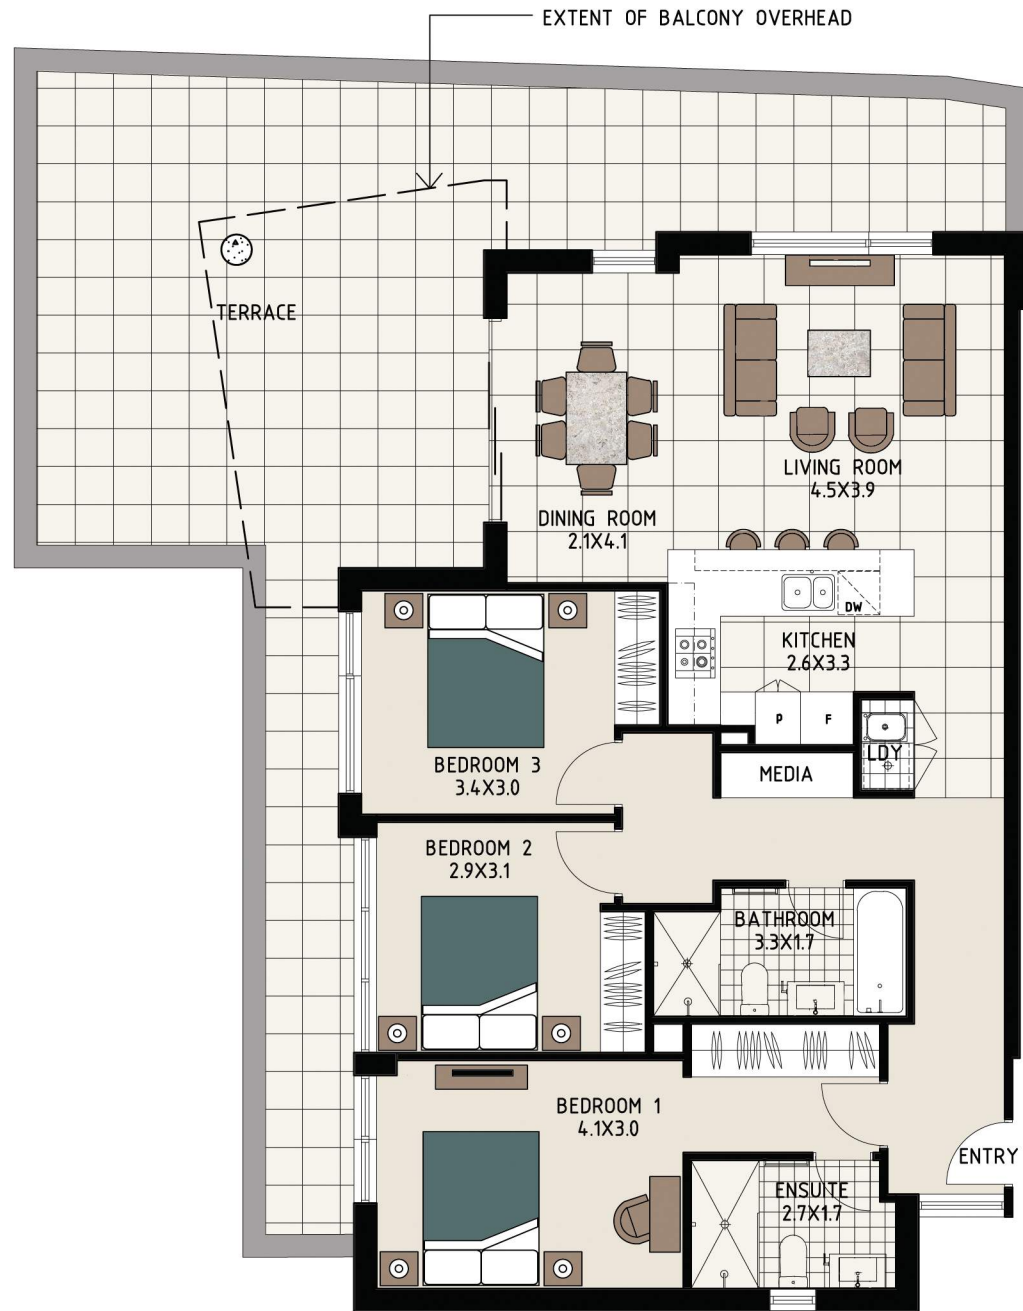 EXTENT OF BALCONY OVERHEAD
TERRACE
LIVING ROOM
4.5X3.9
DINING ROOM
2.1X4.1
DW
KITCHEN
2.6X3.3
P
F
LDY
MEDIA
BEDROOM 3
3.4X3.0
BEDROOM 2
2.9X3.1
BATHROOM
3.3X1.7
BEDROOM 1
4.1X3.0
ENTRY
ENSUITE
2.7X1.7